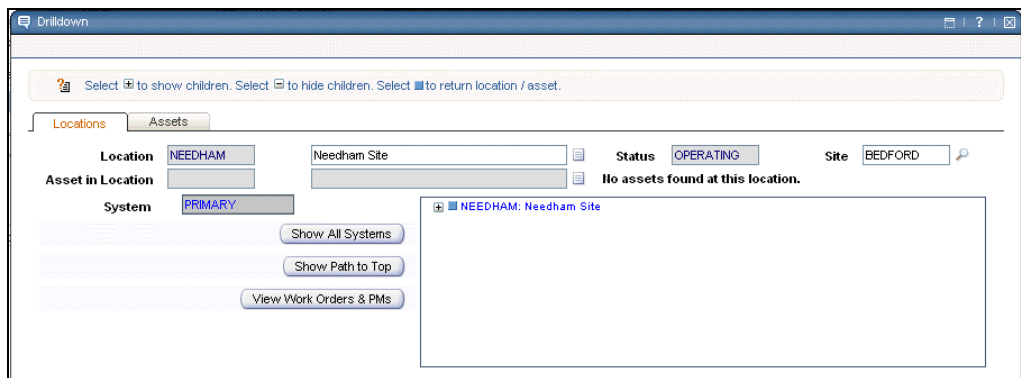 Drilldown
?
Select + to show children. Select - to hide children. Select to return location / asset.
Locations Assets
Location NEEDHAM Needham Site Status OPERATING Site BEDFORD
Asset in Location No assets found at this location.
System PRIMARY
NEEDHAM: Needham Site
Show All Systems
Show Path to Top
View Work Orders & PMs